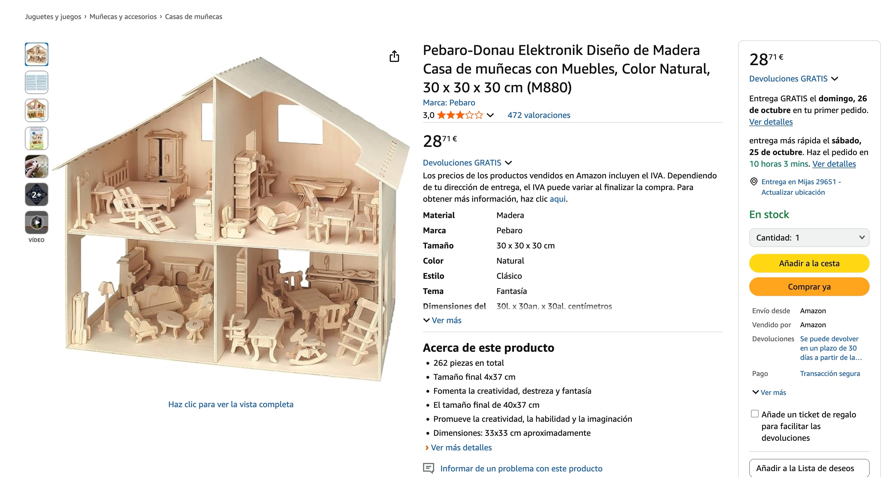 Juguetes y juegos › Muñecas y accesorios › Casas de muñecas
2+
VÍDEO
Haz clic para ver la vista completa
Pebaro-Donau Elektronik Diseño de Madera
Casa de muñecas con Muebles, Color Natural,
30 x 30 x 30 cm (M880)
Marca: Pebaro
3,0 472 valoraciones
28 71 €
Devoluciones GRATIS
Los precios de los productos vendidos en Amazon incluyen el IVA. Dependiendo
de tu dirección de entrega, el IVA puede variar al finalizar la compra. Para
obtener más información, haz clic aquí.
Material Madera
Marca Pebaro
Tamaño 30 x 30 x 30 cm
Color Natural
Estilo Clásico
Tema Fantasía
Dimensiones del 30l. x 30an. x 30al. centímetros
Ver más
Acerca de este producto
• 262 piezas en total
• Tamaño final 4x37 cm
• Fomenta la creatividad, destreza y fantasía
• El tamaño final de 40x37 cm
• Promueve la creatividad, la habilidad y la imaginación
• Dimensiones: 33x33 cm aproximadamente
› Ver más detalles
Informar de un problema con este producto
28 71 €
Devoluciones GRATIS
Entrega GRATIS el domingo, 26
de octubre en tu primer pedido.
Ver detalles
entrega más rápida el sábado,
25 de octubre. Haz el pedido en
10 horas 3 mins. Ver detalles
Entrega en Mijas 29651 -
Actualizar ubicación
En stock
Cantidad: 1
Añadir a la cesta
Comprar ya
Envío desde Amazon
Vendido por Amazon
Devoluciones Se puede devolver
en un plazo de 30
días a partir de la...
Pago Transacción segura
Ver más
Añade un ticket de regalo
para facilitar las
devoluciones
Añadir a la Lista de deseos